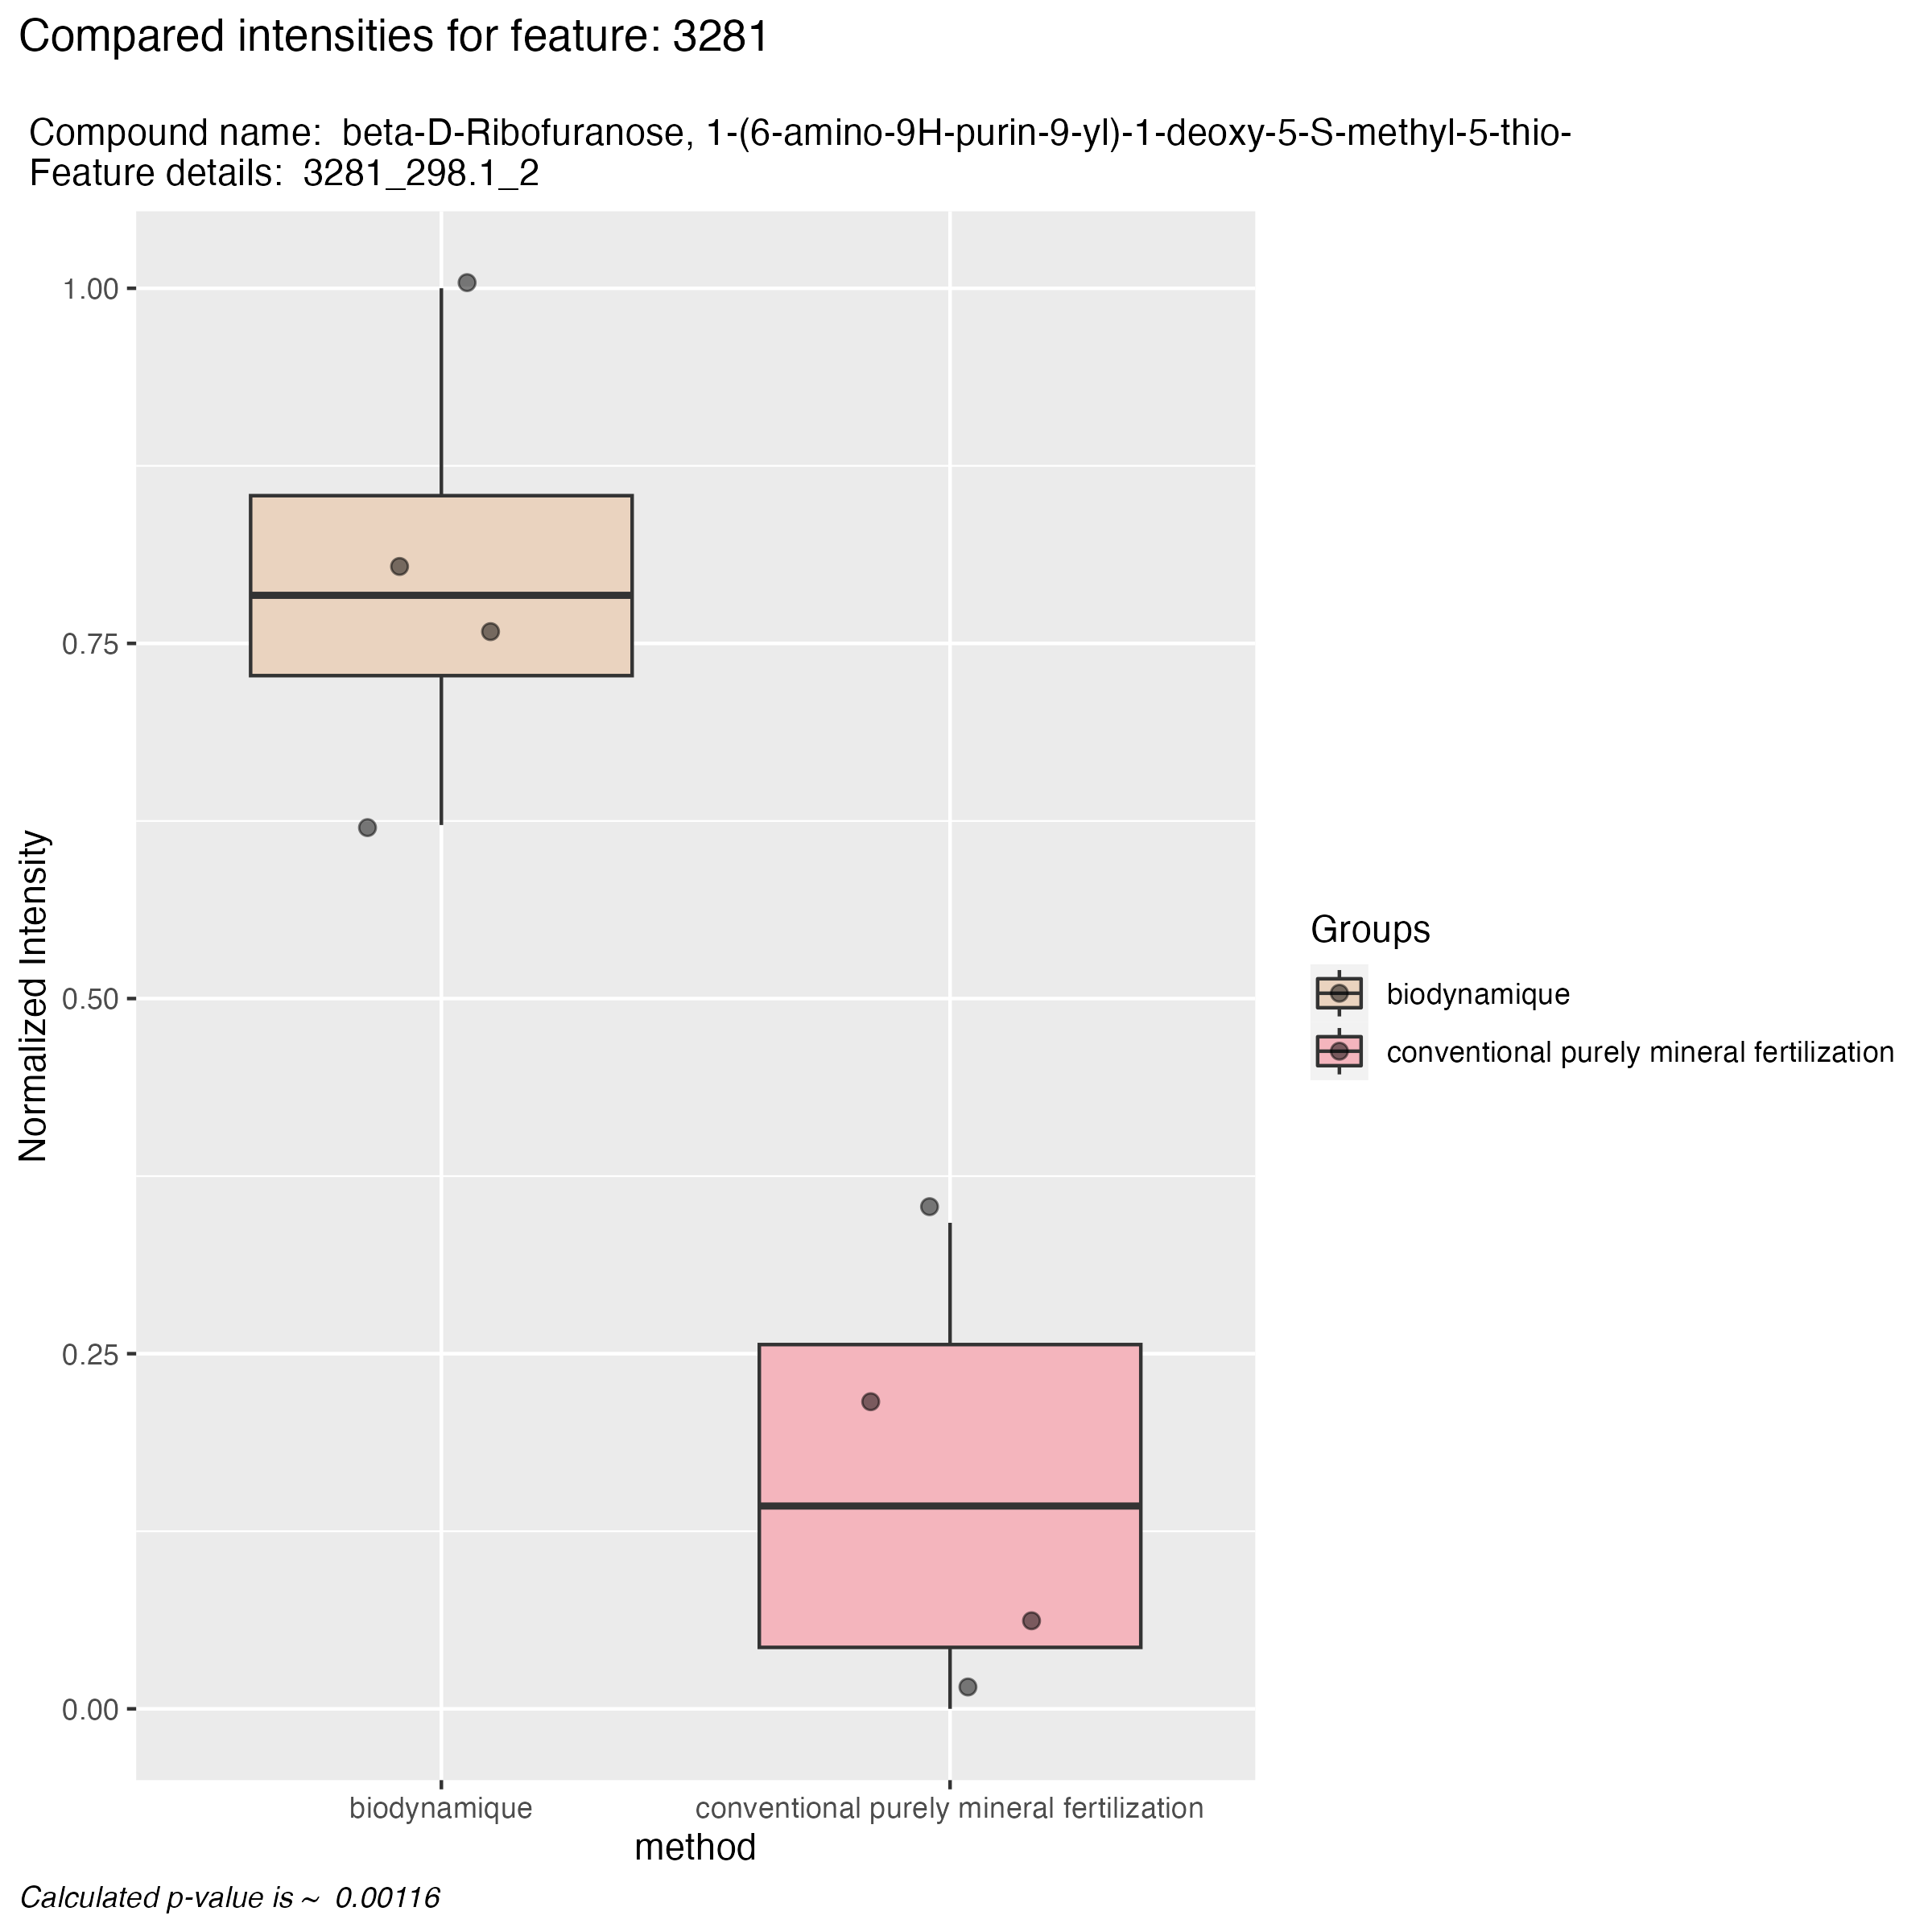 Compared intensities for feature: 3281
Compound name:  beta-D-Ribofuranose, 1-(6-amino-9H-purin-9-yl)-1-deoxy-5-S-methyl-5-thio-
Feature details:  3281_298.1_2
1.00
0.75
0.50
0.25
0.00
Normalized Intensity
biodynamique
conventional purely mineral fertilization
method
Groups
biodynamique
conventional purely mineral fertilization
Calculated p-value is ~  0.00116